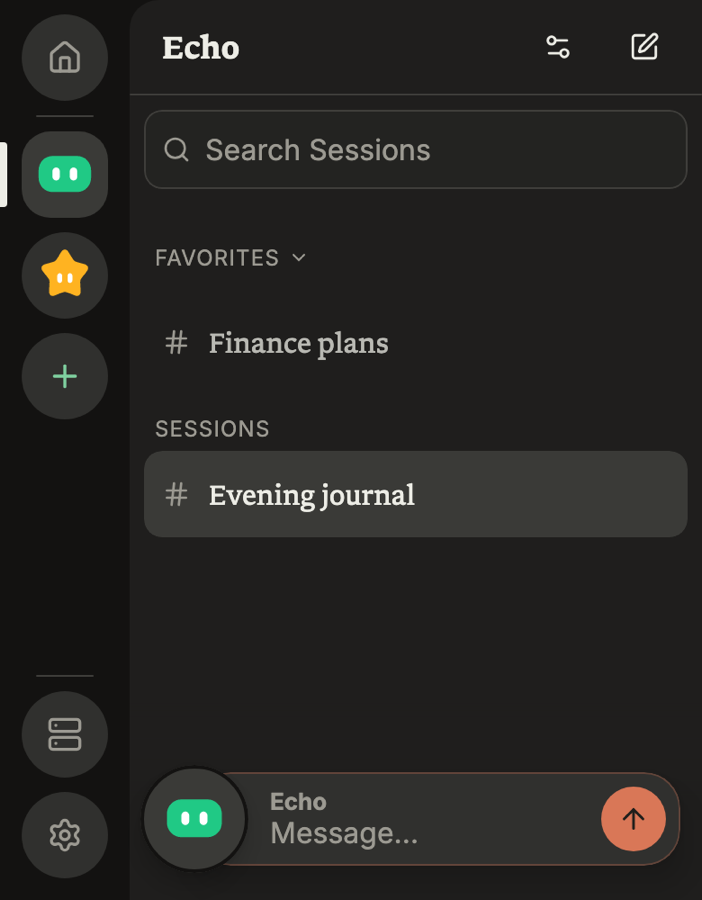 Echo
Search Sessions
FAVORITES
# Finance plans
SESSIONS
# Evening journal
Echo
Message...